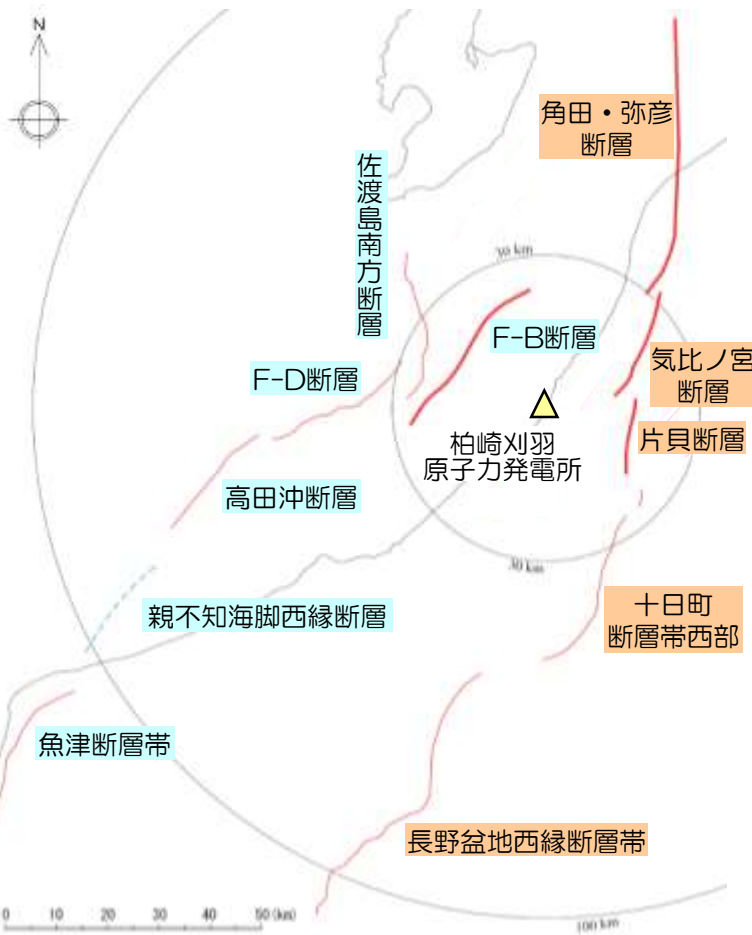 N
角田・弥彦
断層
佐渡島南方断層
30 km
F-B断層
気比ノ宮
断層
F-D断層
片貝断層
柏崎刈羽
原子力発電所
高田沖断層
30 km
十日町
断層帯西部
親不知海脚西縁断層
魚津断層帯
長野盆地西縁断層帯
0 10 20 30 40 50 (km)
100 km